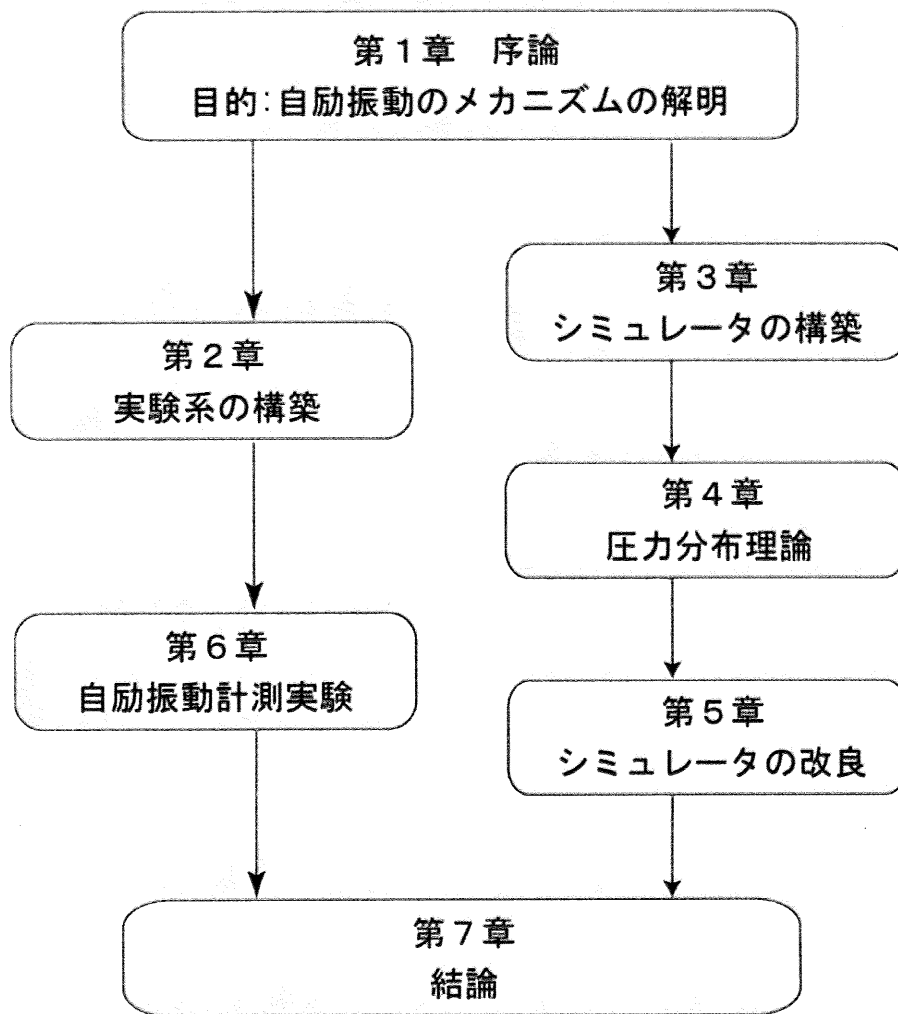 第１章　序論
目的:自励振動のメカニズムの解明
第３章
シミュレータの構築
第２章
実験系の構築
第４章
圧力分布理論
第６章
自励振動計測実験
第５章
シミュレータの改良
第７章
結論